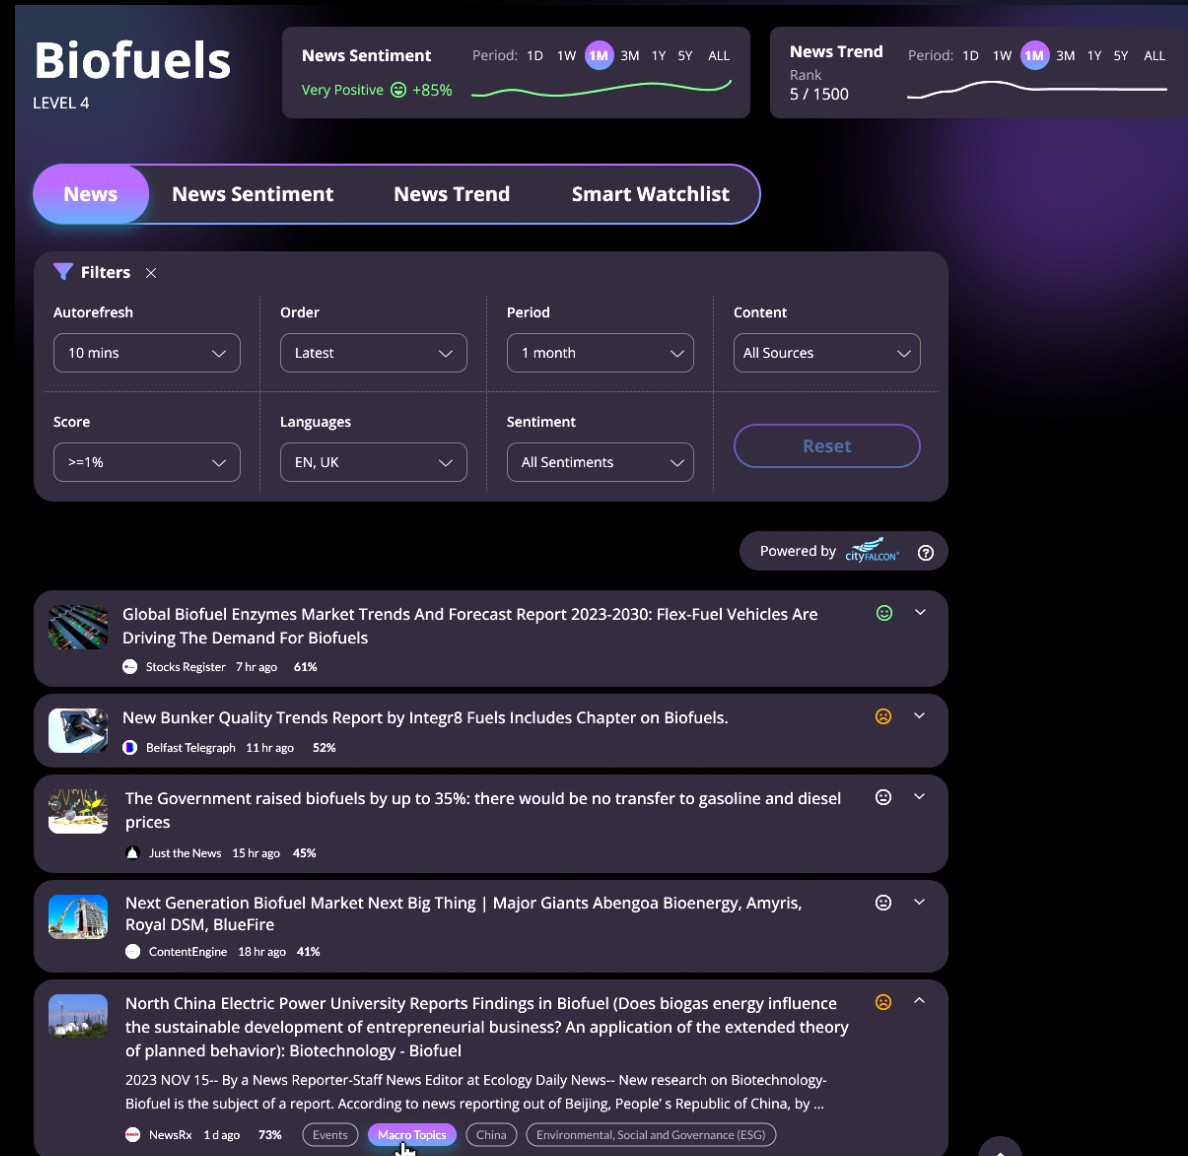 Biofuels
LEVEL 4
News Sentiment
Period: 1D 1W 1M 3M 1Y 5Y ALL
Very Positive +85%
News Trend
Period: 1D 1W 1M 3M 1Y 5Y ALL
Rank
5 / 1500
News News Sentiment News Trend Smart Watchlist
Filters
Autorefresh Order Period Content
10 mins Latest 1 month All Sources
Score Languages Sentiment
>=1% EN, UK All Sentiments Reset
Powered by cityFALCON ?
Global Biofuel Enzymes Market Trends And Forecast Report 2023-2030: Flex-Fuel Vehicles Are
Driving The Demand For Biofuels
Stocks Register 7 hr ago 61%
New Bunker Quality Trends Report by Integr8 Fuels Includes Chapter on Biofuels.
Belfast Telegraph 11 hr ago 52%
The Government raised biofuels by up to 35%: there would be no transfer to gasoline and diesel
prices
Just the News 15 hr ago 45%
Next Generation Biofuel Market Next Big Thing | Major Giants Abengoa Bioenergy, Amyris,
Royal DSM, BlueFire
ContentEngine 18 hr ago 41%
North China Electric Power University Reports Findings in Biofuel (Does biogas energy influence
the sustainable development of entrepreneurial business? An application of the extended theory
of planned behavior): Biotechnology - Biofuel
2023 NOV 15-- By a News Reporter-Staff News Editor at Ecology Daily News-- New research on Biotechnology-
Biofuel is the subject of a report. According to news reporting out of Beijing, People' s Republic of China, by ...
NewsRx 1 d ago 73% Events Macro Topics China Environmental, Social and Governance (ESG)